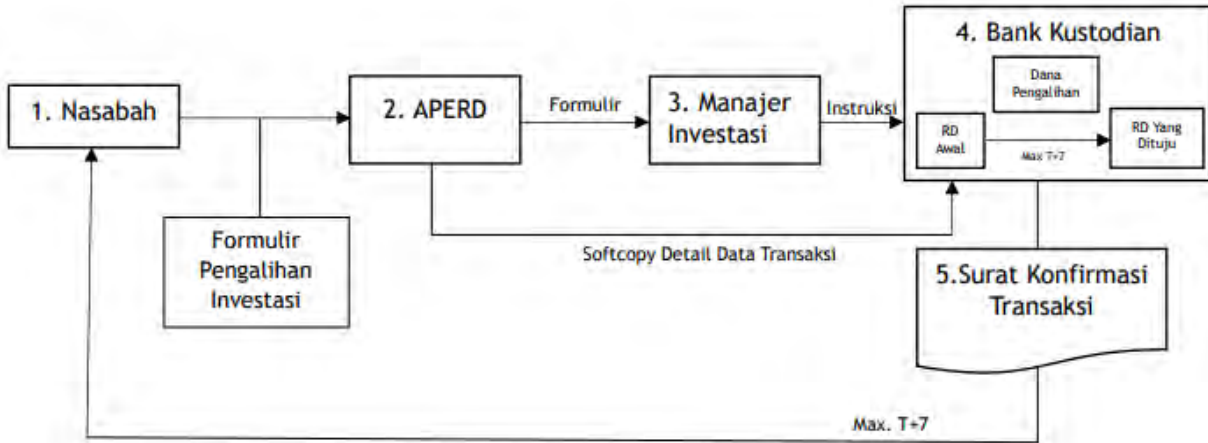 1. Nasabah
2. APERD
Formulir
3. Manajer
Investasi
Instruksi
4. Bank Kustodian
Dana
Pengalihan
RD
Awal
Max T+7
RD Yang
Dituju
Formulir
Pengalihan
Investasi
Softcopy Detail Data Transaksi
5.Surat Konfirmasi
Transaksi
Max. T+7